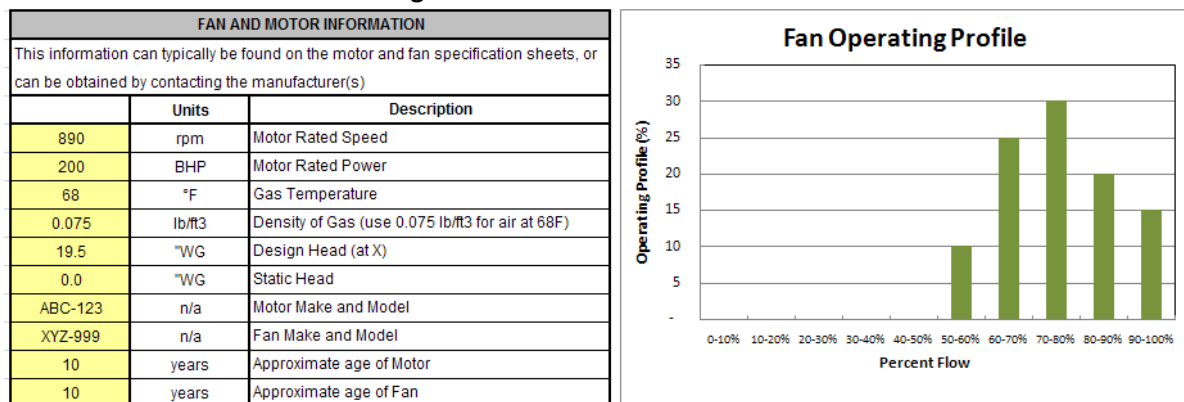 FAN AND MOTOR INFORMATION
This information can typically be found on the motor and fan specification sheets, or
can be obtained by contacting the manufacturer(s)
Units Description
890 rpm Motor Rated Speed
200 BHP Motor Rated Power
68 °F Gas Temperature
0.075 lb/ft3 Density of Gas (use 0.075 lb/ft3 for air at 68F)
19.5 "WG Design Head (at X)
0.0 "WG Static Head
ABC-123 n/a Motor Make and Model
XYZ-999 n/a Fan Make and Model
10 years Approximate age of Motor
10 years Approximate age of Fan
Fan Operating Profile
Operating Profile (%)
35
30
25
20
15
10
5
-
0-10% 10-20% 20-30% 30-40% 40-50% 50-60% 60-70% 70-80% 80-90% 90-100%
Percent Flow